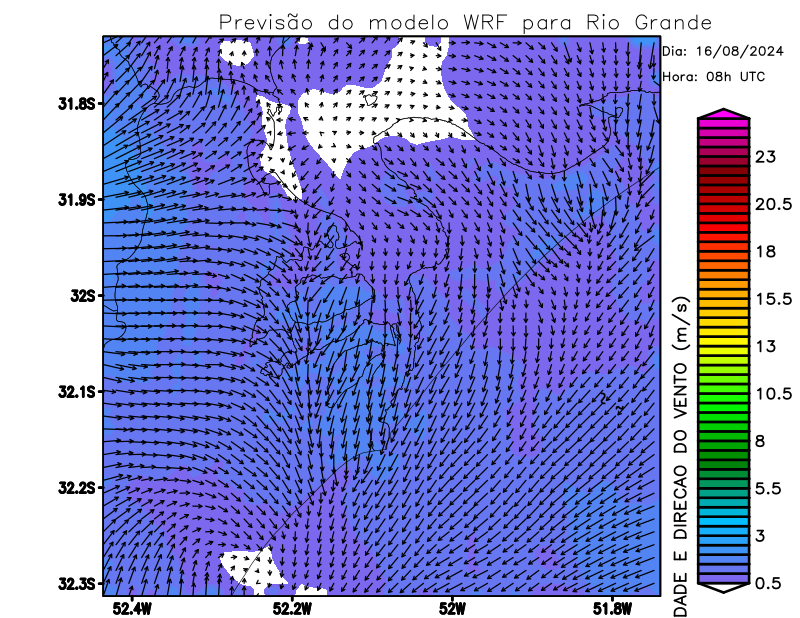 Previsão do modelo WRF para Rio Grande
Dia: 16/08/2024
Hora: 08h UTC
31.8S
31.9S
32S
32.1S
32.2S
32.3S
52.4W
52.2W
52W
51.8W
23
20.5
18
15.5
13
10.5
8
5.5
3
0.5
DADE E DIRECAO DO VENTO (m/s)